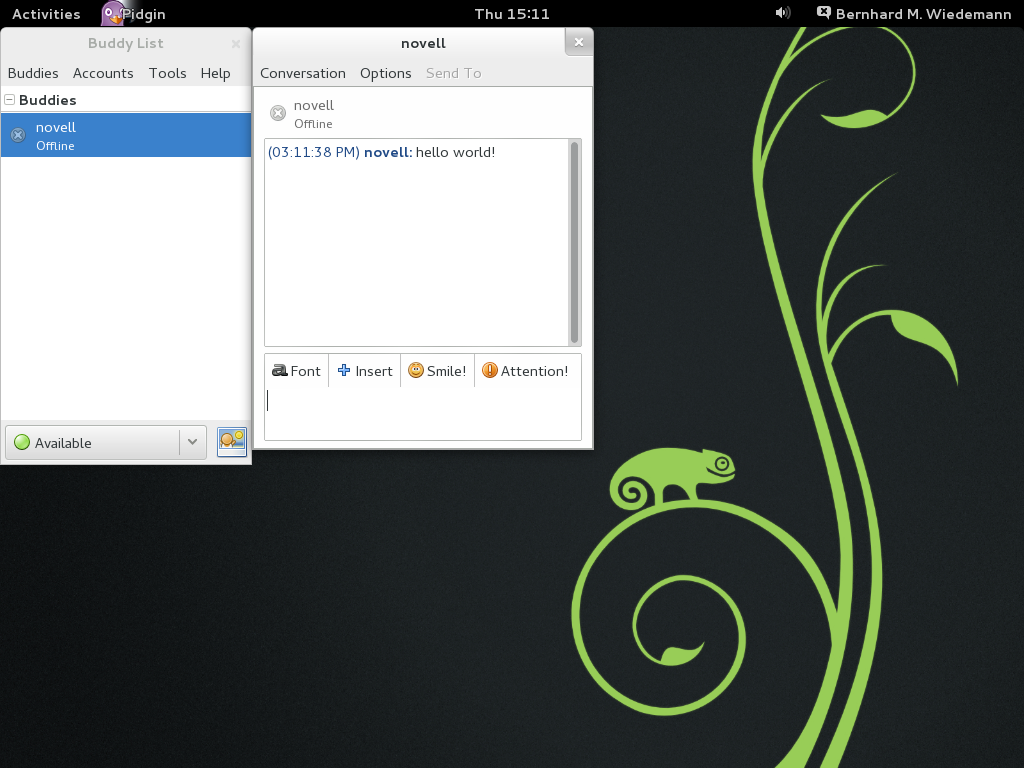 Activities Pidgin Thu 15:11 Bernhard M. Wiedemann
Buddy List
Buddies Accounts Tools Help
Buddies
novell
Offline
Available
novell
Conversation Options Send To
novell
Offline
(03:11:38 PM) novell: hello world!
Font Insert Smile! Attention!